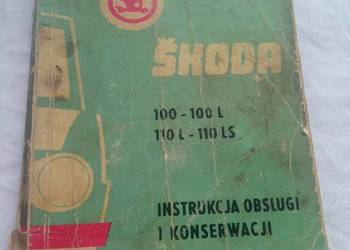 ŠKODA
100 - 100 L
110 L - 110 LS
INSTRUKCJA OBSŁUGI
I KONSERWACJI